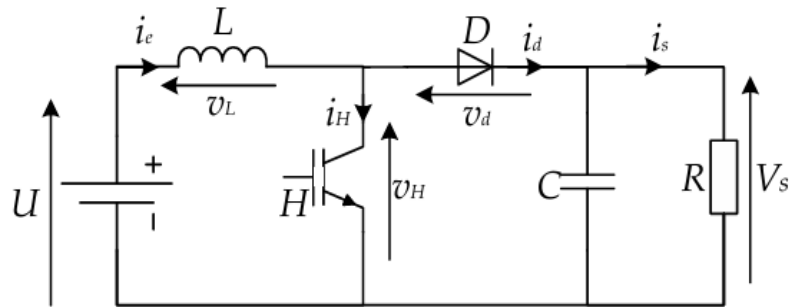 i_e L D i_d i_s
v_L i_H v_d
+
U H v_H C R V_s
-